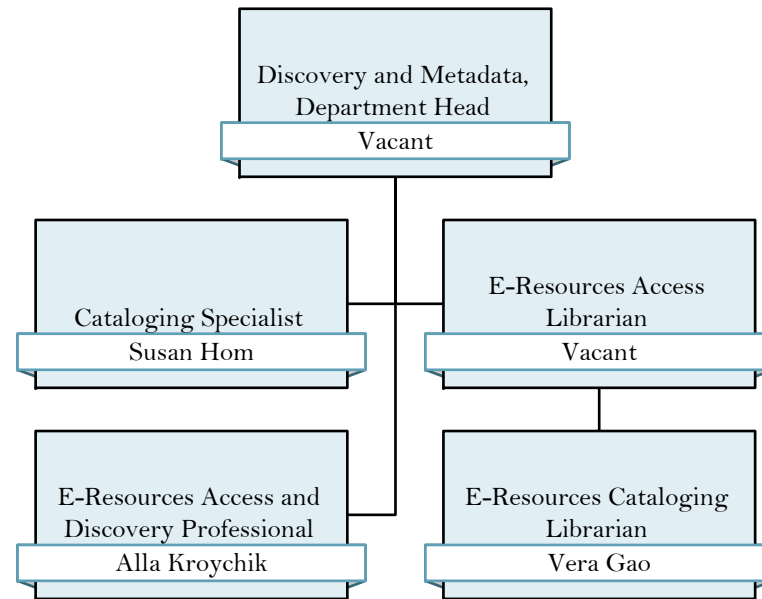 Discovery and Metadata,
Department Head
Vacant
Cataloging Specialist
Susan Hom
E-Resources Access
Librarian
Vacant
E-Resources Access and
Discovery Professional
Alla Kroychik
E-Resources Cataloging
Librarian
Vera Gao